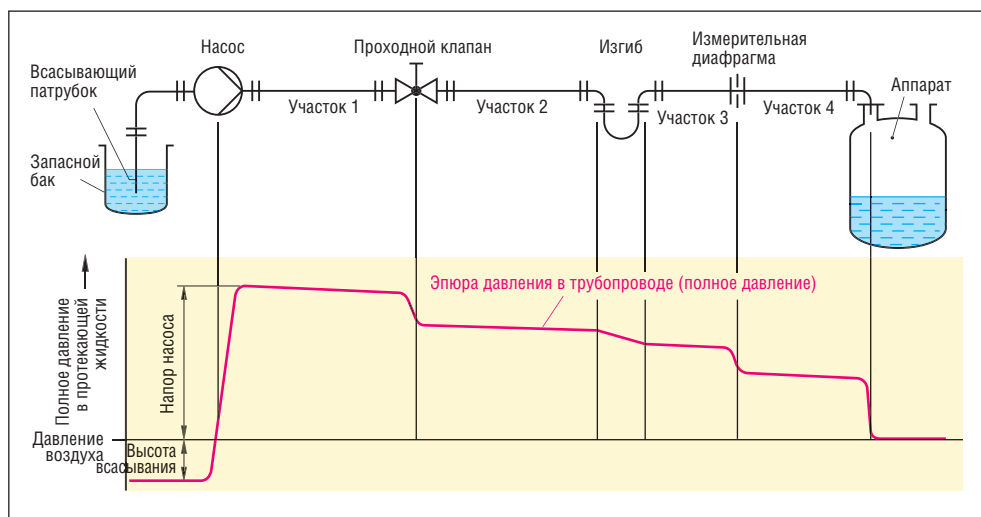 Насос
Проходной клапан
Изгиб
Измерительная
диафрагма
Всасывающий
патрубок
Аппарат
Участок 1
Участок 2
Участок 3
Участок 4
Запасной
бак
Полное давление
в протекающей
жидкости
Эпюра давления в трубопроводе (полное давление)
Напор насоса
Давление
воздуха
Высота
всасывания